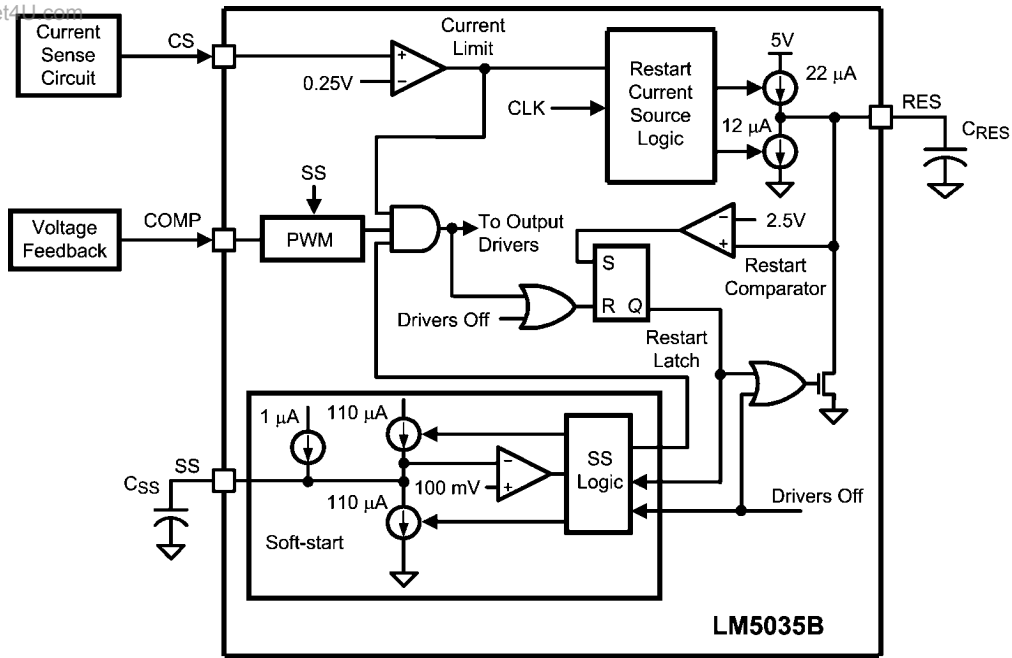 et4U.com
Current
Sense
Circuit
CS
0.25V
Current
Limit
CLK
Restart
Current
Source
Logic
5V
22 µA
12 µA
RES
CRES
Voltage
Feedback
COMP
SS
PWM
To Output
Drivers
2.5V
Restart
Comparator
S
R Q
Drivers Off
Restart
Latch
1 µA
110 µA
SS
CSS
100 mV
110 µA
SS
Logic
Drivers Off
Soft-start
LM5035B